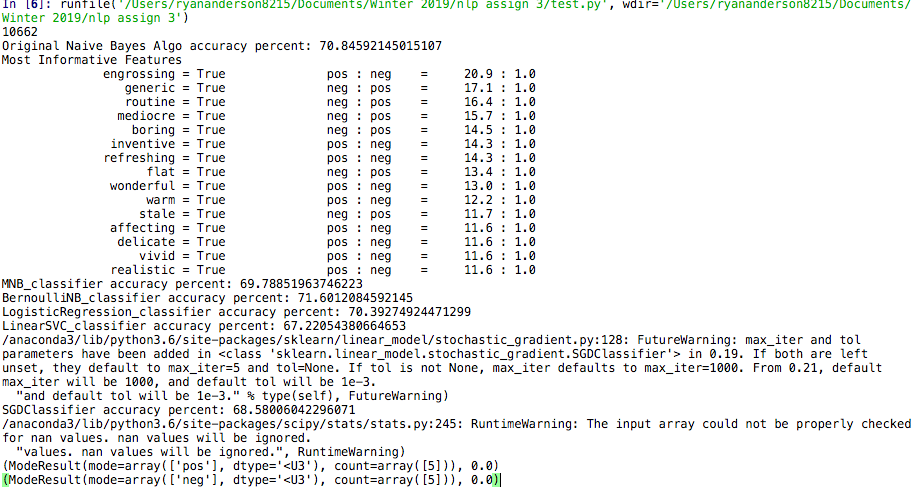 In [6]: runfile('/Users/ryananderson8215/Documents/Winter 2019/nlp assign 3/test.py', wdir='/Users/ryananderson8215/Documents/
Winter 2019/nlp assign 3')
10662
Original Naive Bayes Algo accuracy percent: 70.84592145015107
Most Informative Features
engrossing = True pos : neg = 20.9 : 1.0
generic = True neg : pos = 17.1 : 1.0
routine = True neg : pos = 16.4 : 1.0
mediocre = True neg : pos = 15.7 : 1.0
boring = True neg : pos = 14.5 : 1.0
inventive = True pos : neg = 14.3 : 1.0
refreshing = True pos : neg = 14.3 : 1.0
flat = True neg : pos = 13.4 : 1.0
wonderful = True pos : neg = 13.0 : 1.0
warm = True pos : neg = 12.2 : 1.0
stale = True neg : pos = 11.7 : 1.0
affecting = True pos : neg = 11.6 : 1.0
delicate = True pos : neg = 11.6 : 1.0
vivid = True pos : neg = 11.6 : 1.0
realistic = True pos : neg = 11.6 : 1.0
MNB_classifier accuracy percent: 69.78851963746223
BernoulliNB_classifier accuracy percent: 71.6012084592145
LogisticRegression_classifier accuracy percent: 70.39274924471299
LinearSVC_classifier accuracy percent: 67.22054380664653
/anaconda3/lib/python3.6/site-packages/sklearn/linear_model/stochastic_gradient.py:128: FutureWarning: max_iter and tol
parameters have been added in <class 'sklearn.linear_model.stochastic_gradient.SGDClassifier'> in 0.19. If both are left
unset, they default to max_iter=5 and tol=None. If tol is not None, max_iter defaults to max_iter=1000. From 0.21, default
max_iter will be 1000, and default tol will be 1e-3.
"and default tol will be 1e-3." % type(self), FutureWarning)
SGDClassifier accuracy percent: 68.58006042296071
/anaconda3/lib/python3.6/site-packages/scipy/stats/stats.py:245: RuntimeWarning: The input array could not be properly checked
for nan values. nan values will be ignored.
"values. nan values will be ignored.", RuntimeWarning)
(ModeResult(mode=array(['pos'], dtype='<U3'), count=array([5])), 0.0)
(ModeResult(mode=array(['neg'], dtype='<U3'), count=array([5])), 0.0)